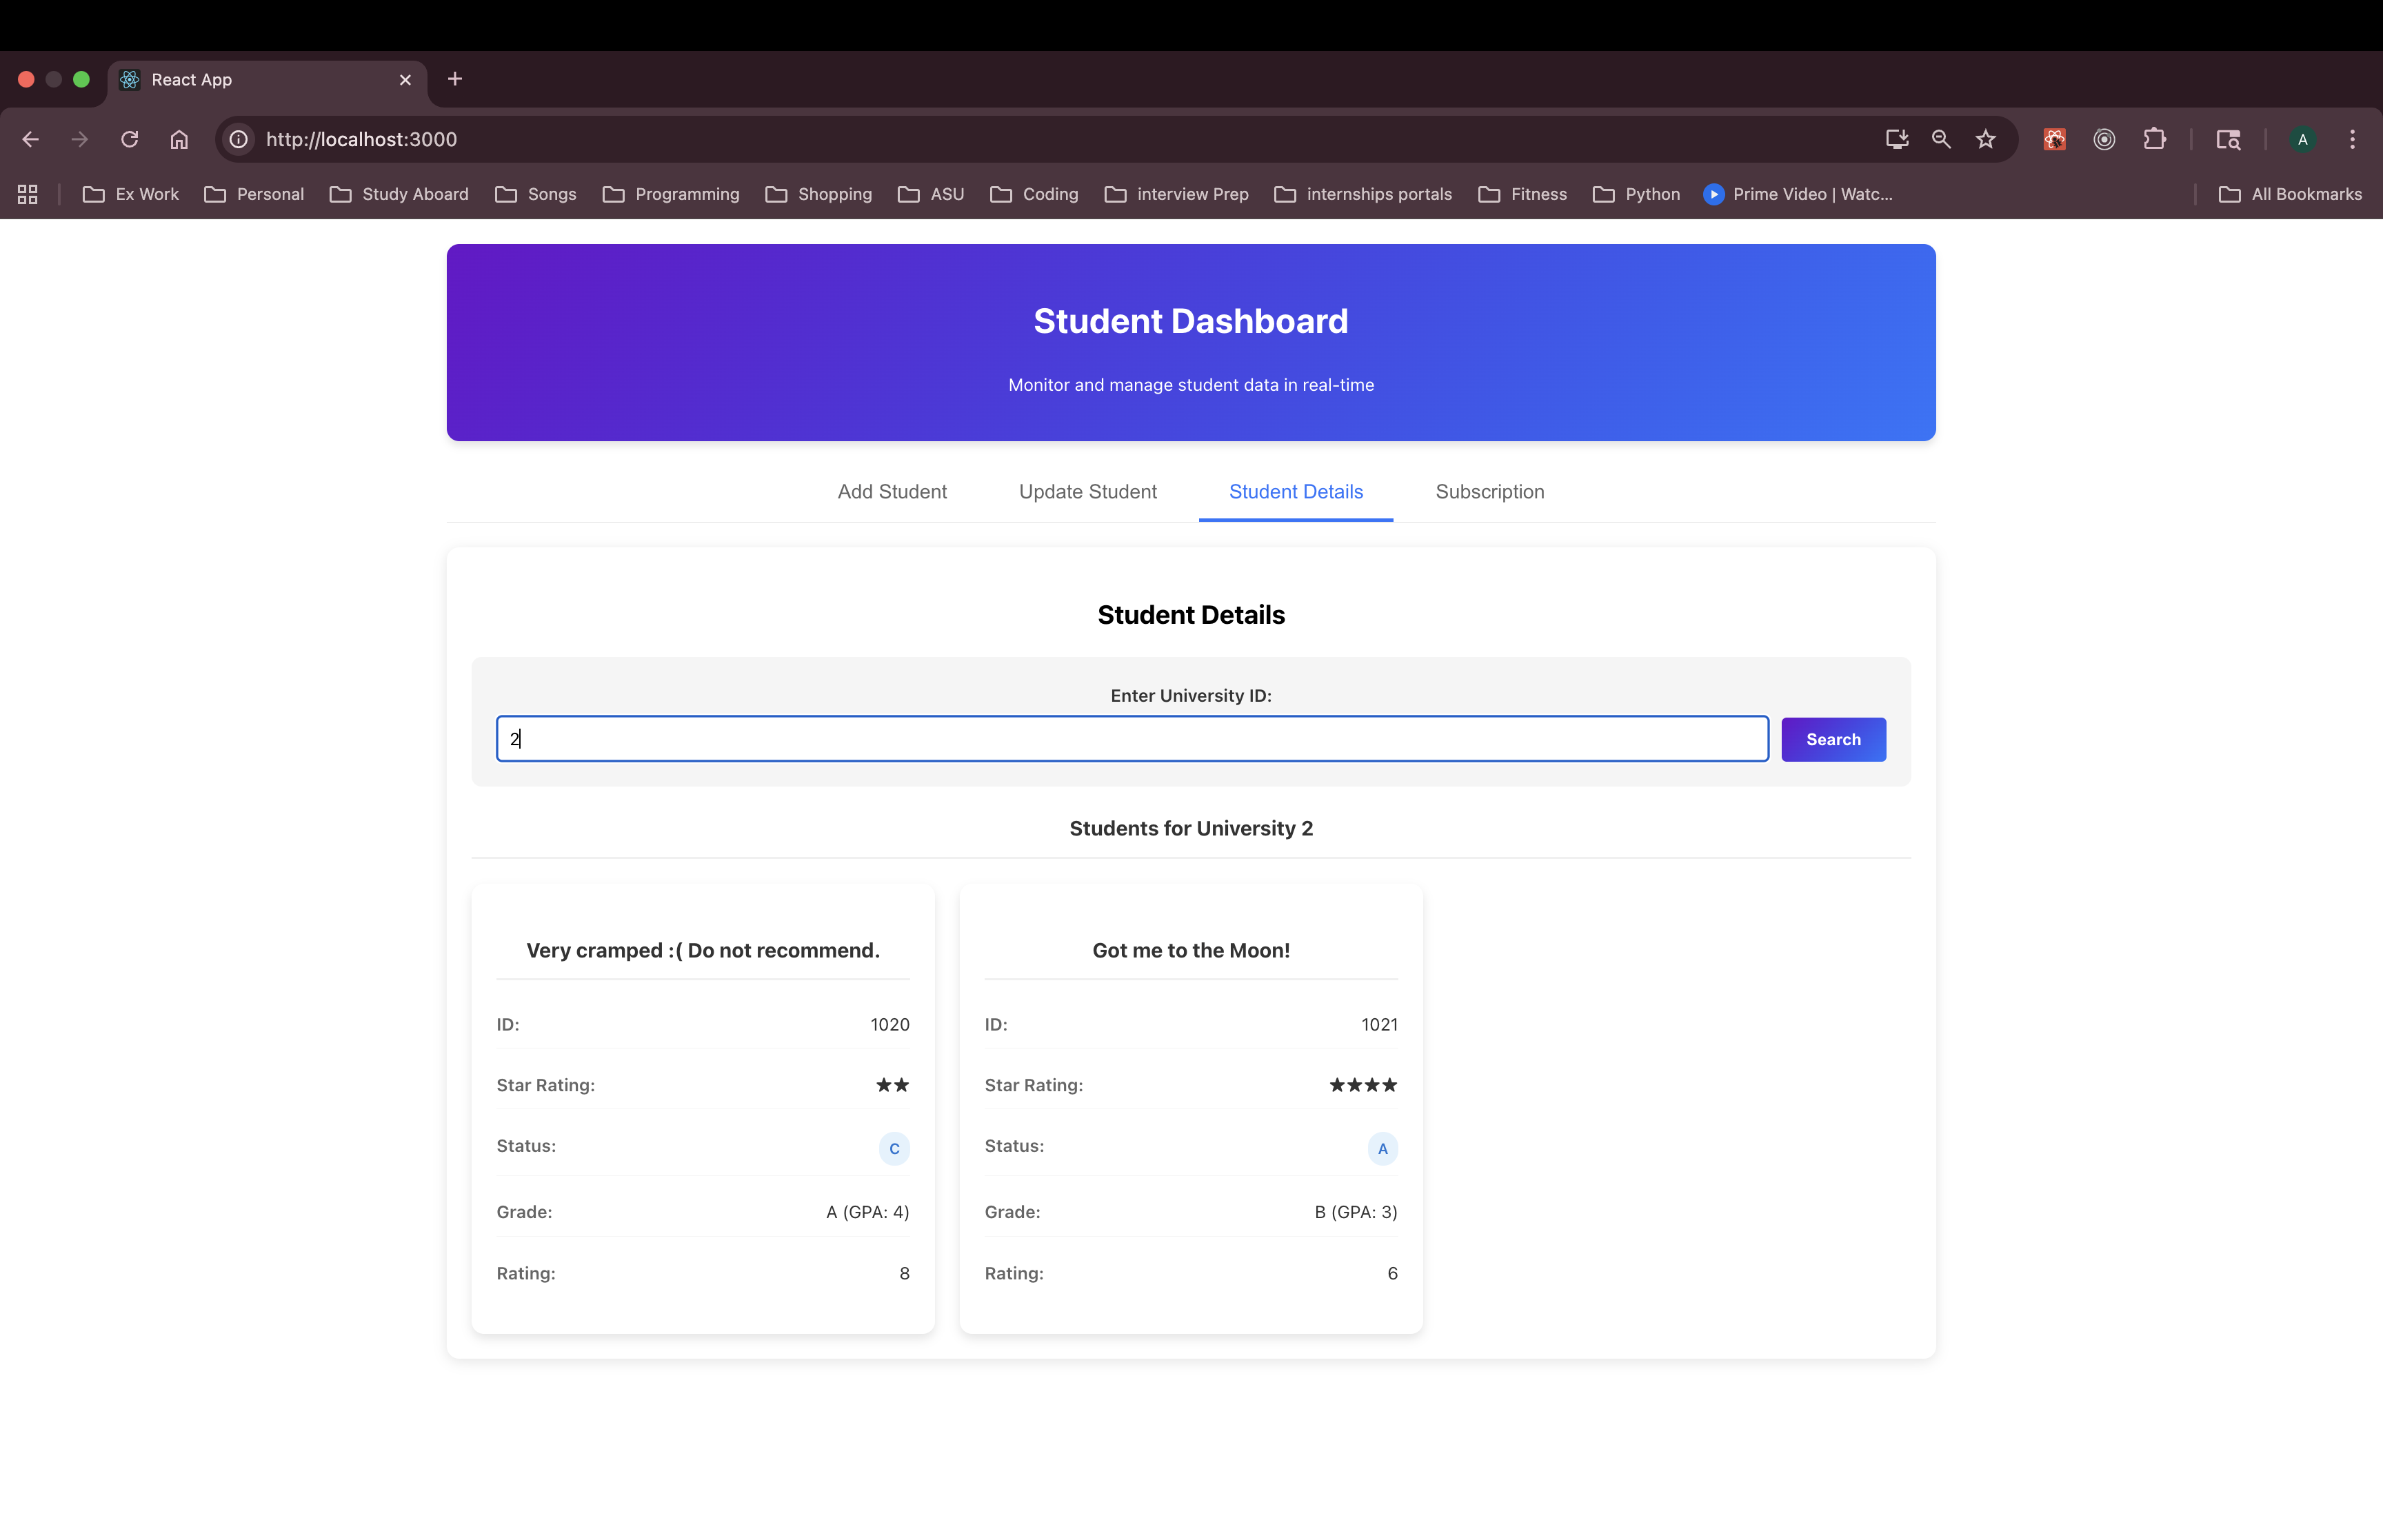 React App
http://localhost:3000
A
Ex Work Personal Study Aboard Songs Programming Shopping ASU Coding interview Prep internships portals Fitness Python Prime Video | Watc... All Bookmarks
Student Dashboard
Monitor and manage student data in real-time
Add Student Update Student Student Details Subscription
Student Details
Enter University ID:
2
Search
Students for University 2
Very cramped :( Do not recommend.
ID: 1020
Star Rating: ★★
Status: C
Grade: A (GPA: 4)
Rating: 8
Got me to the Moon!
ID: 1021
Star Rating: ★★★★
Status: A
Grade: B (GPA: 3)
Rating: 6